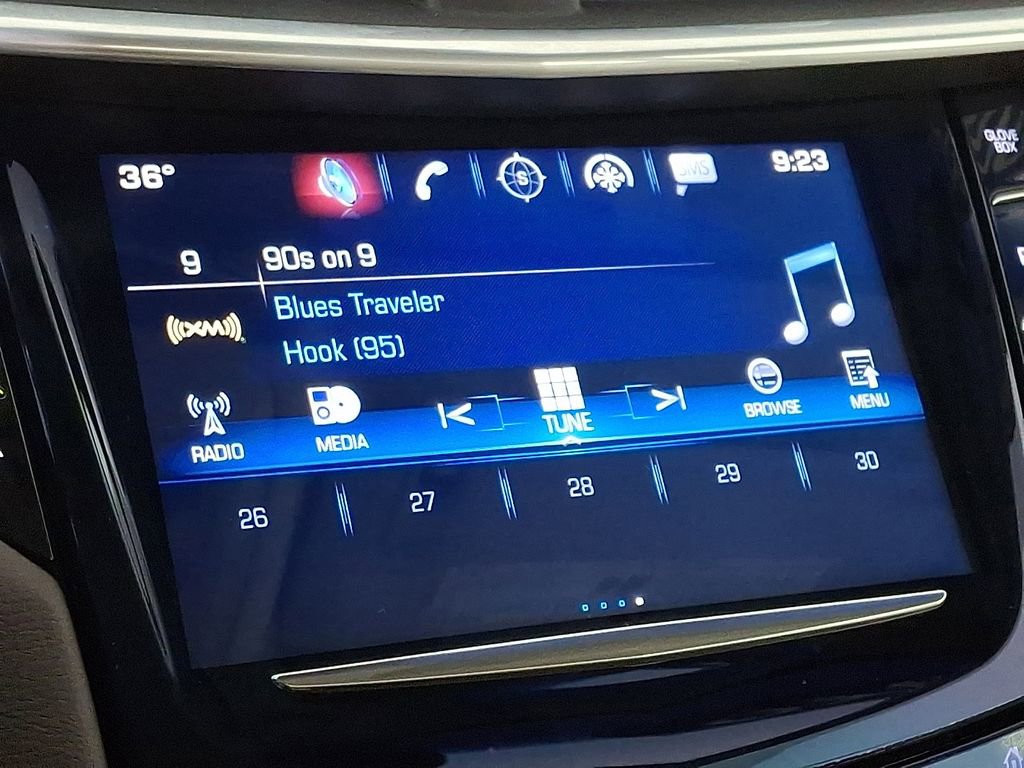 36°
S
SMS
9:23
GLOVE
BOX
9
90s on 9
Blues Traveler
((XM))
Hook (95)
RADIO
MEDIA
TUNE
BROWSE
MENU
26
27
28
29
30